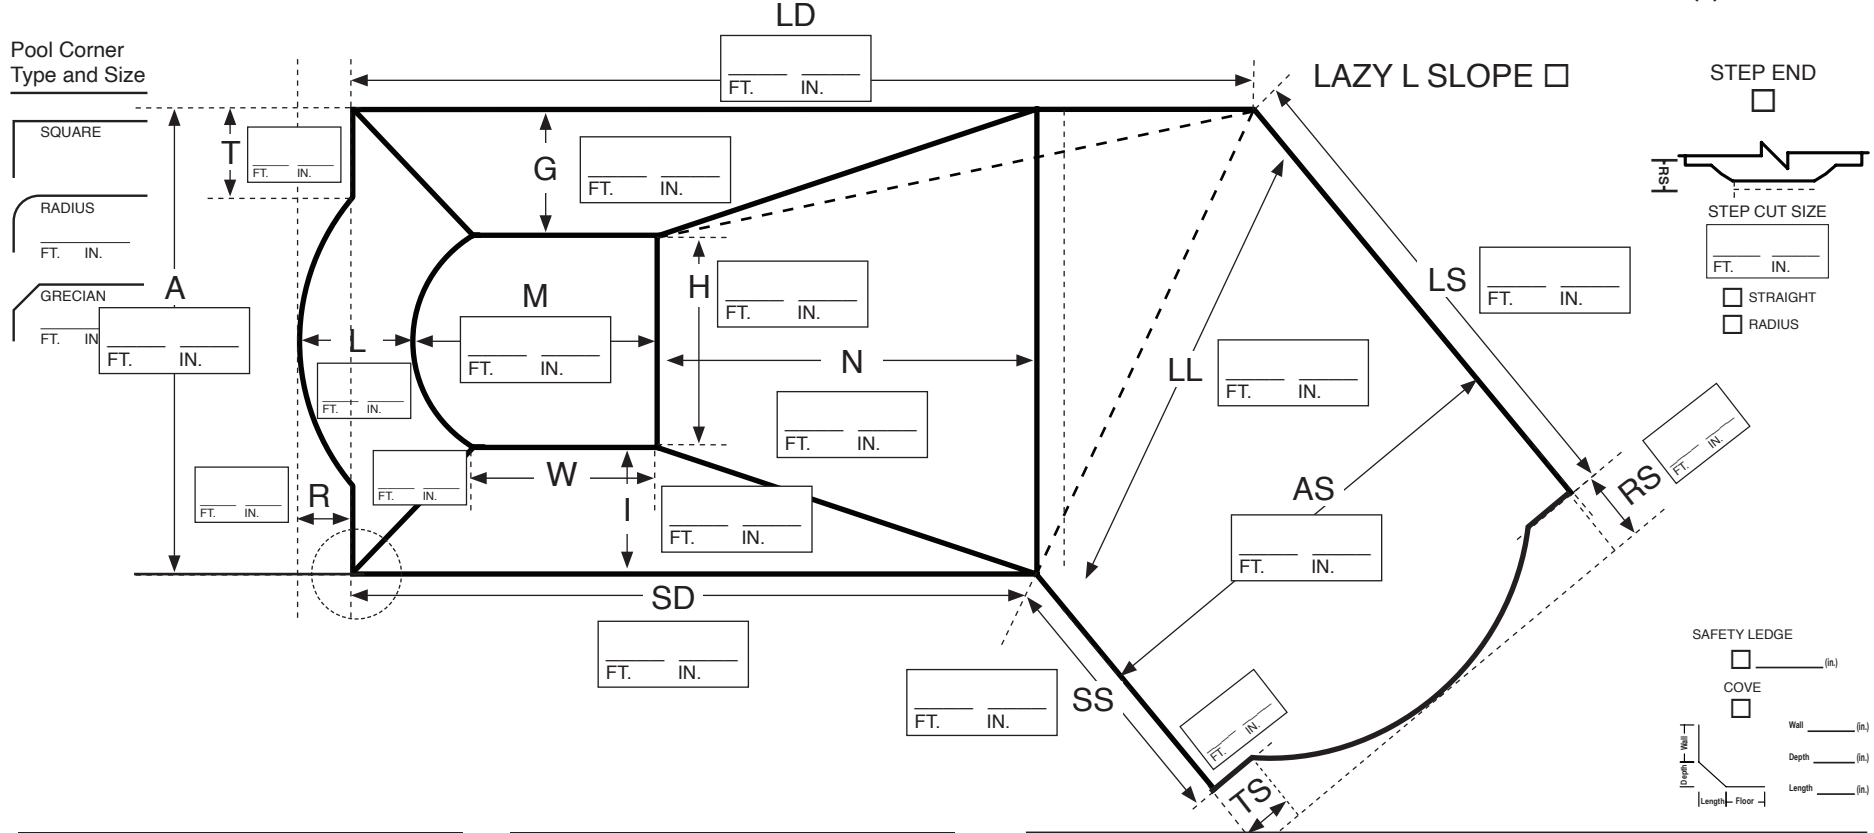 LD
FT. IN.
Pool Corner
Type and Size
LAZY L SLOPE
STEP END
SQUARE
T
FT. IN.
G
FT. IN.
RS
RADIUS
FT. IN.
STEP CUT SIZE
FT. IN.
STRAIGHT
RADIUS
GRECIAN
FT. IN
A
FT. IN.
L
FT. IN.
M
FT. IN.
H
FT. IN.
N
FT. IN.
LS
FT. IN.
LL
FT. IN.
R
FT. IN.
FT. IN.
W
I
FT. IN.
AS
FT. IN.
RS
FT. IN.
SD
FT. IN.
SS
FT. IN.
FT. IN.
TS
SAFETY LEDGE
(in.)
COVE
Wall (in.)
Depth (in.)
Length (in.)
Wall
Depth
Length Floor